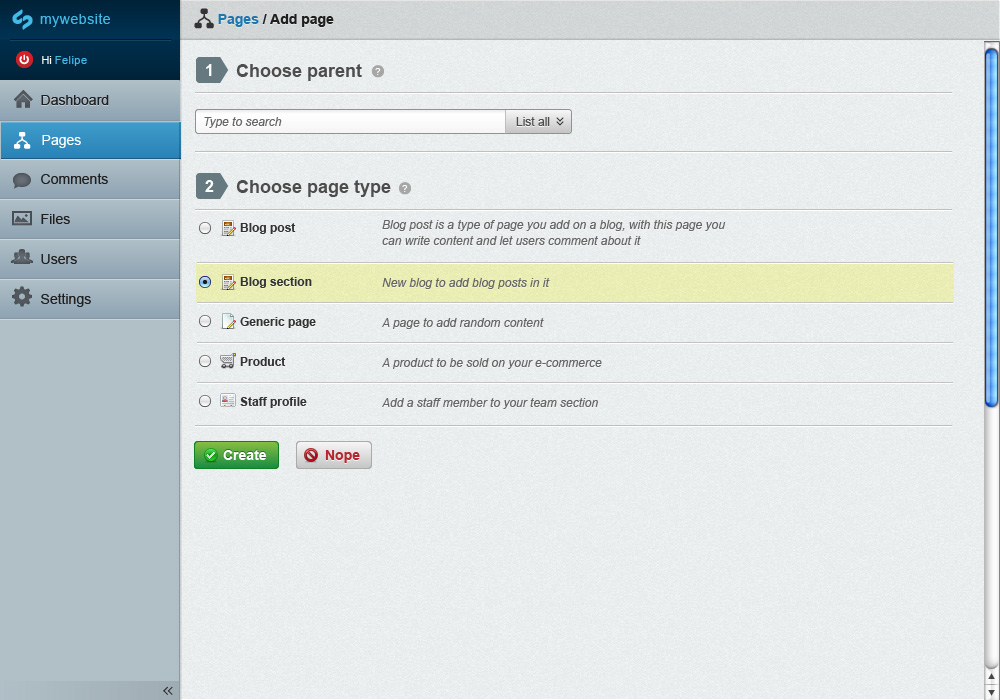 mywebsite
Pages / Add page
Hi Felipe
Dashboard
Pages
Comments
Files
Users
Settings
«
1 Choose parent ?
Type to search
List all
2 Choose page type ?
Blog post
Blog post is a type of page you add on a blog, with this page you
can write content and let users comment about it
Blog section
New blog to add blog posts in it
Generic page
A page to add random content
Product
A product to be sold on your e-commerce
Staff profile
Add a staff member to your team section
Create
Nope